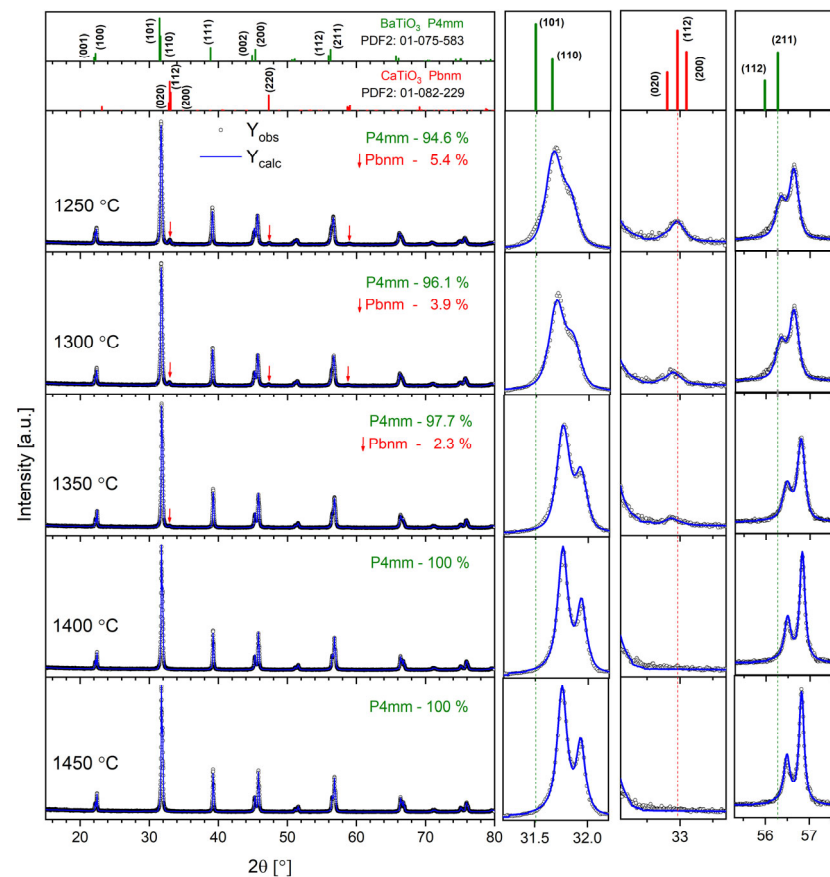 BaTiO₃ P4mm
PDF2: 01-075-583
(001)
(100)
(101)
(110)
(111)
(002)
(200)
(112)
(211)
CaTiO₃ Pbnm
PDF2: 01-082-229
(020)
(112)
(200)
(220)
(101)
(110)
(020)
(112)
(200)
(112)
(211)
Y_obs
Y_calc
P4mm - 94.6 %
↓Pbnm - 5.4 %
1250 °C
P4mm - 96.1 %
↓Pbnm - 3.9 %
1300 °C
P4mm - 97.7 %
↓Pbnm - 2.3 %
1350 °C
P4mm - 100 %
1400 °C
P4mm - 100 %
1450 °C
Intensity [a.u.]
20 30 40 50 60 70 80
31.5 32.0
33
56 57
2θ [°]